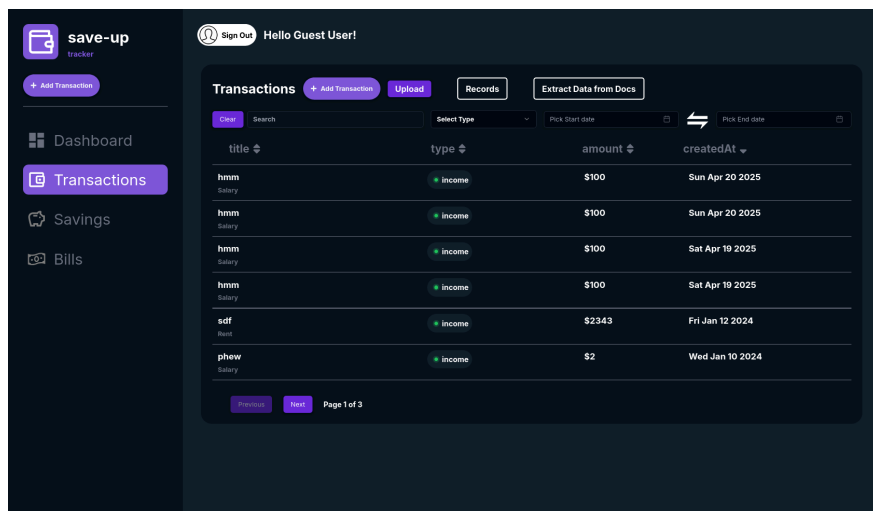 save-up
tracker
+ Add Transaction
Dashboard
Transactions
Savings
Bills
Sign Out Hello Guest User!
Transactions + Add Transaction Upload Records Extract Data from Docs
Clear Search Select Type Pick Start date Pick End date
title type amount createdAt
hmm income $100 Sun Apr 20 2025
Salary
hmm income $100 Sun Apr 20 2025
Salary
hmm income $100 Sat Apr 19 2025
Salary
hmm income $100 Sat Apr 19 2025
Salary
sdf income $2343 Fri Jan 12 2024
Rent
phew income $2 Wed Jan 10 2024
Salary
Previous Next Page 1 of 3